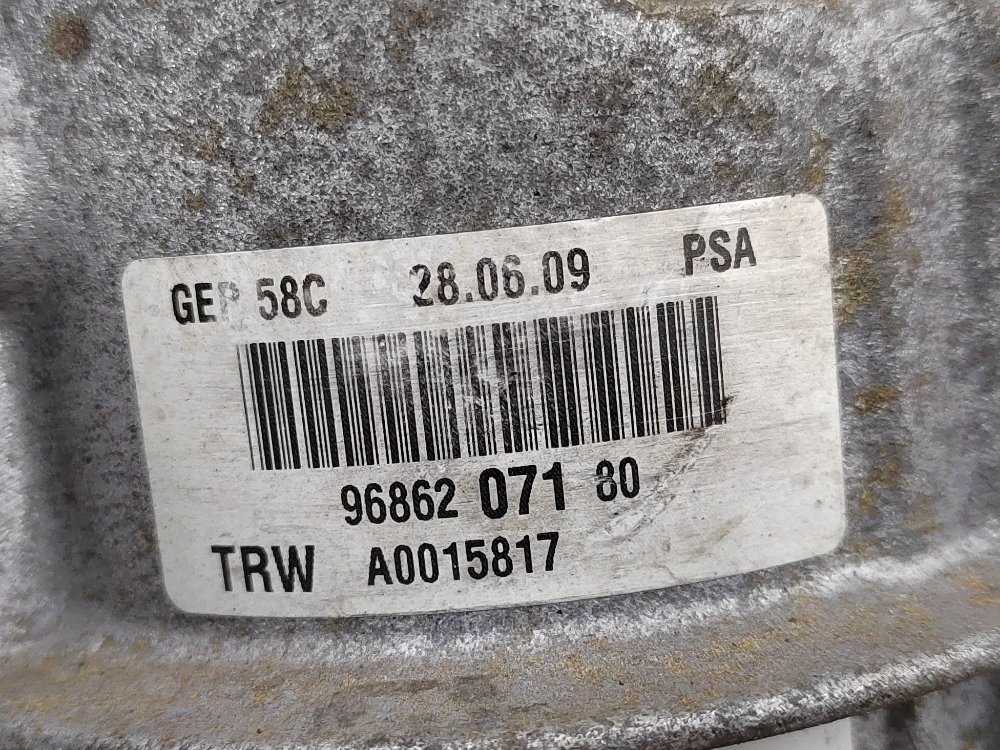 GEP 58C 28.06.09 PSA
96862 071 80
TRW A0015817